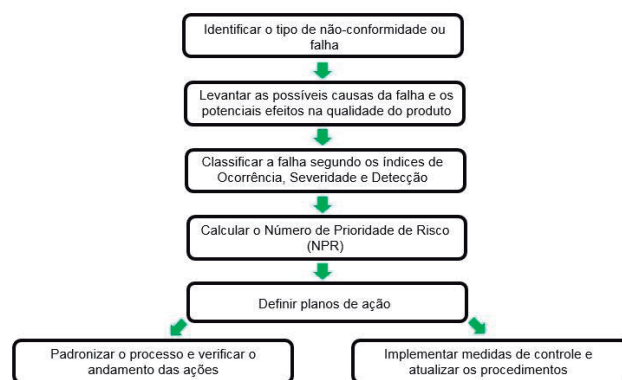 Identificar o tipo de não-conformidade ou
falha
Levantar as possíveis causas da falha e os
potenciais efeitos na qualidade do produto
Classificar a falha segundo os índices de
Ocorrência, Severidade e Detecção
Calcular o Número de Prioridade de Risco
(NPR)
Definir planos de ação
Padronizar o processo e verificar o
andamento das ações
Implementar medidas de controle e
atualizar os procedimentos